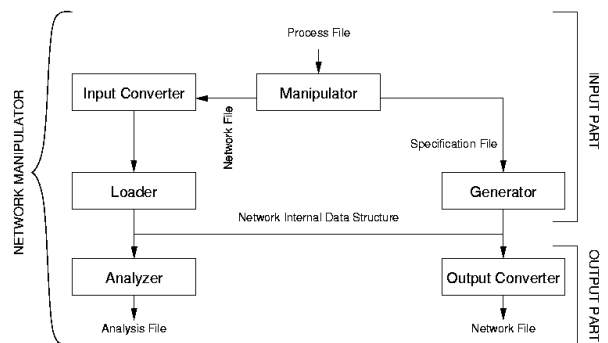 Process File
Input Converter
Manipulator
Network File
Specification File
Loader
Generator
Network Internal Data Structure
Analyzer
Output Converter
Analysis File
Network File
NETWORK MANIPULATOR
INPUT PART
OUTPUT PART